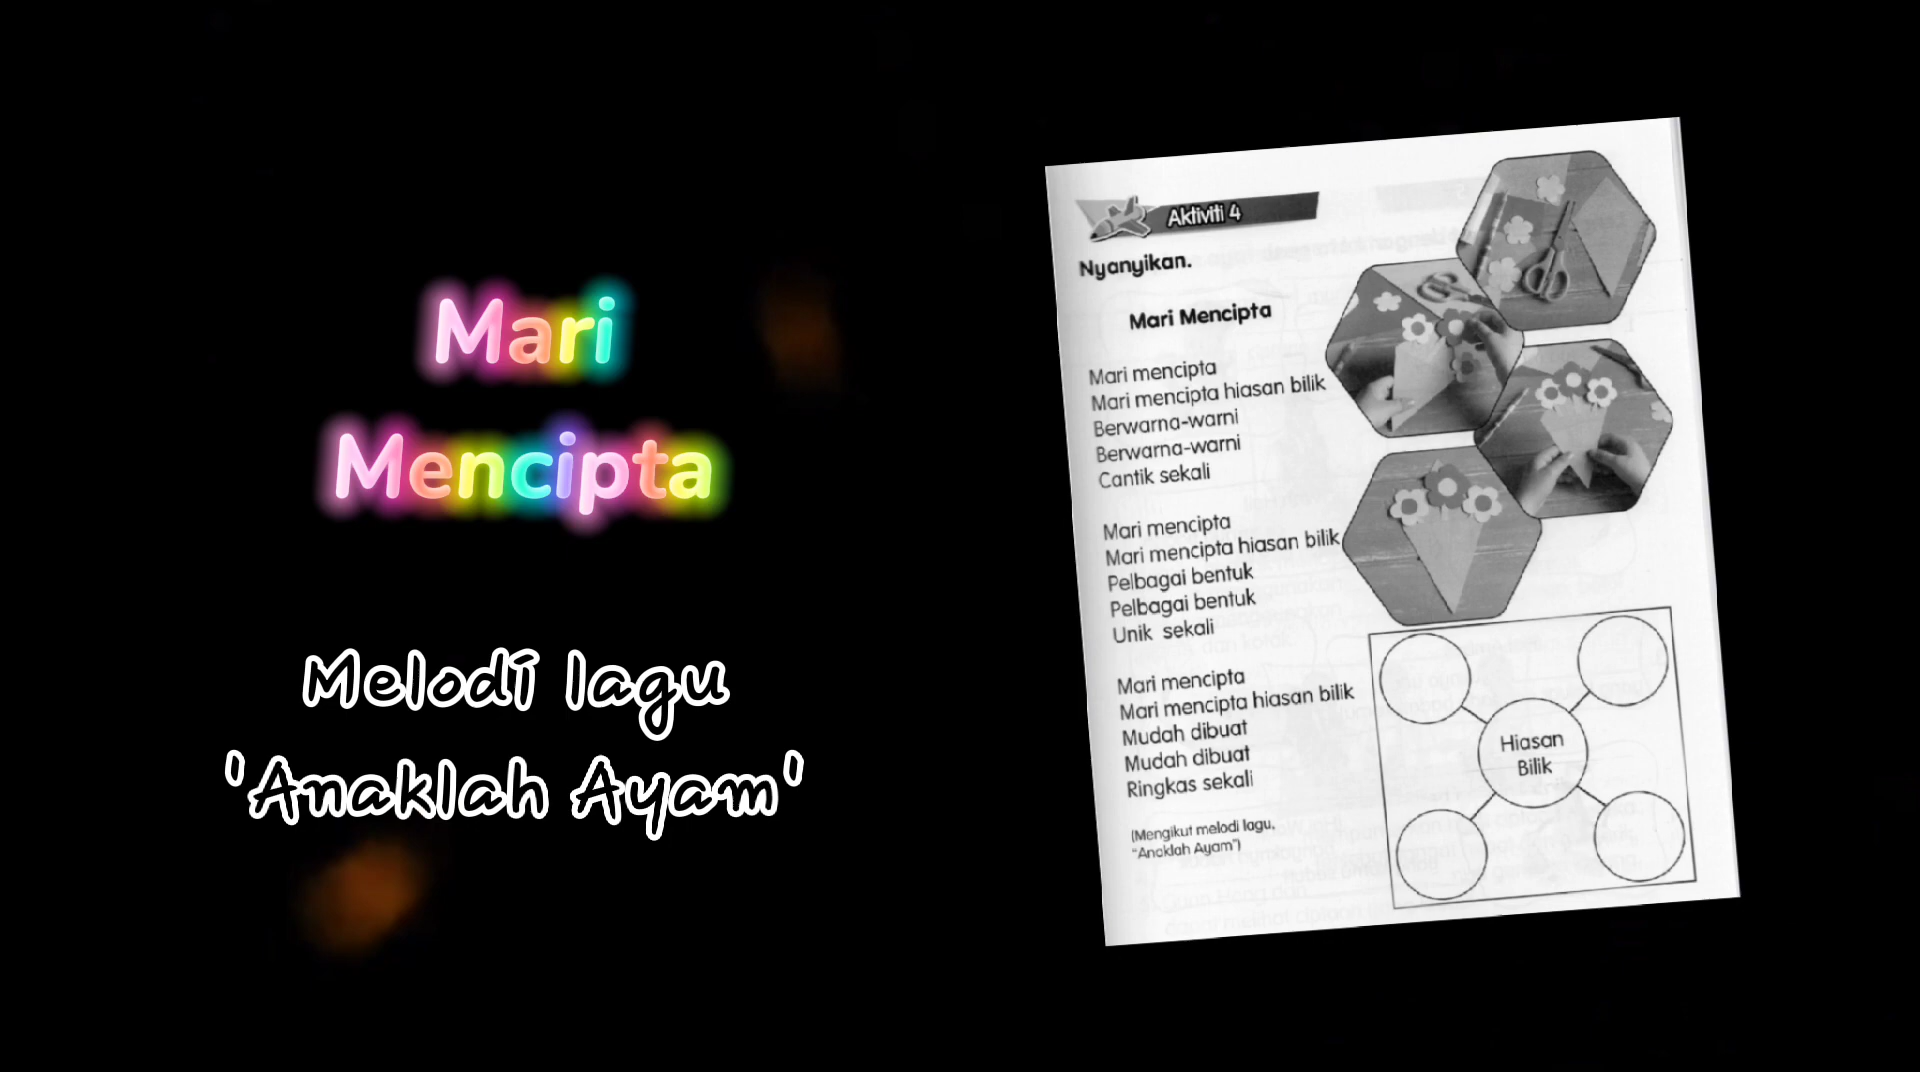 Mari
Mencipta
Melodi lagu
'Anaklah Ayam'
Aktiviti 4
Nyanyikan.
Mari Mencipta
Mari mencipta
Mari mencipta hiasan bilik
Berwarna-warni
Berwarna-warni
Cantik sekali
Mari mencipta
Mari mencipta hiasan bilik
Pelbagai bentuk
Pelbagai bentuk
Unik sekali
Mari mencipta
Mari mencipta hiasan bilik
Mudah dibuat
Mudah dibuat
Ringkas sekali
(Mengikut melodi lagu,
"Anaklah Ayam")
Hiasan
Bilik